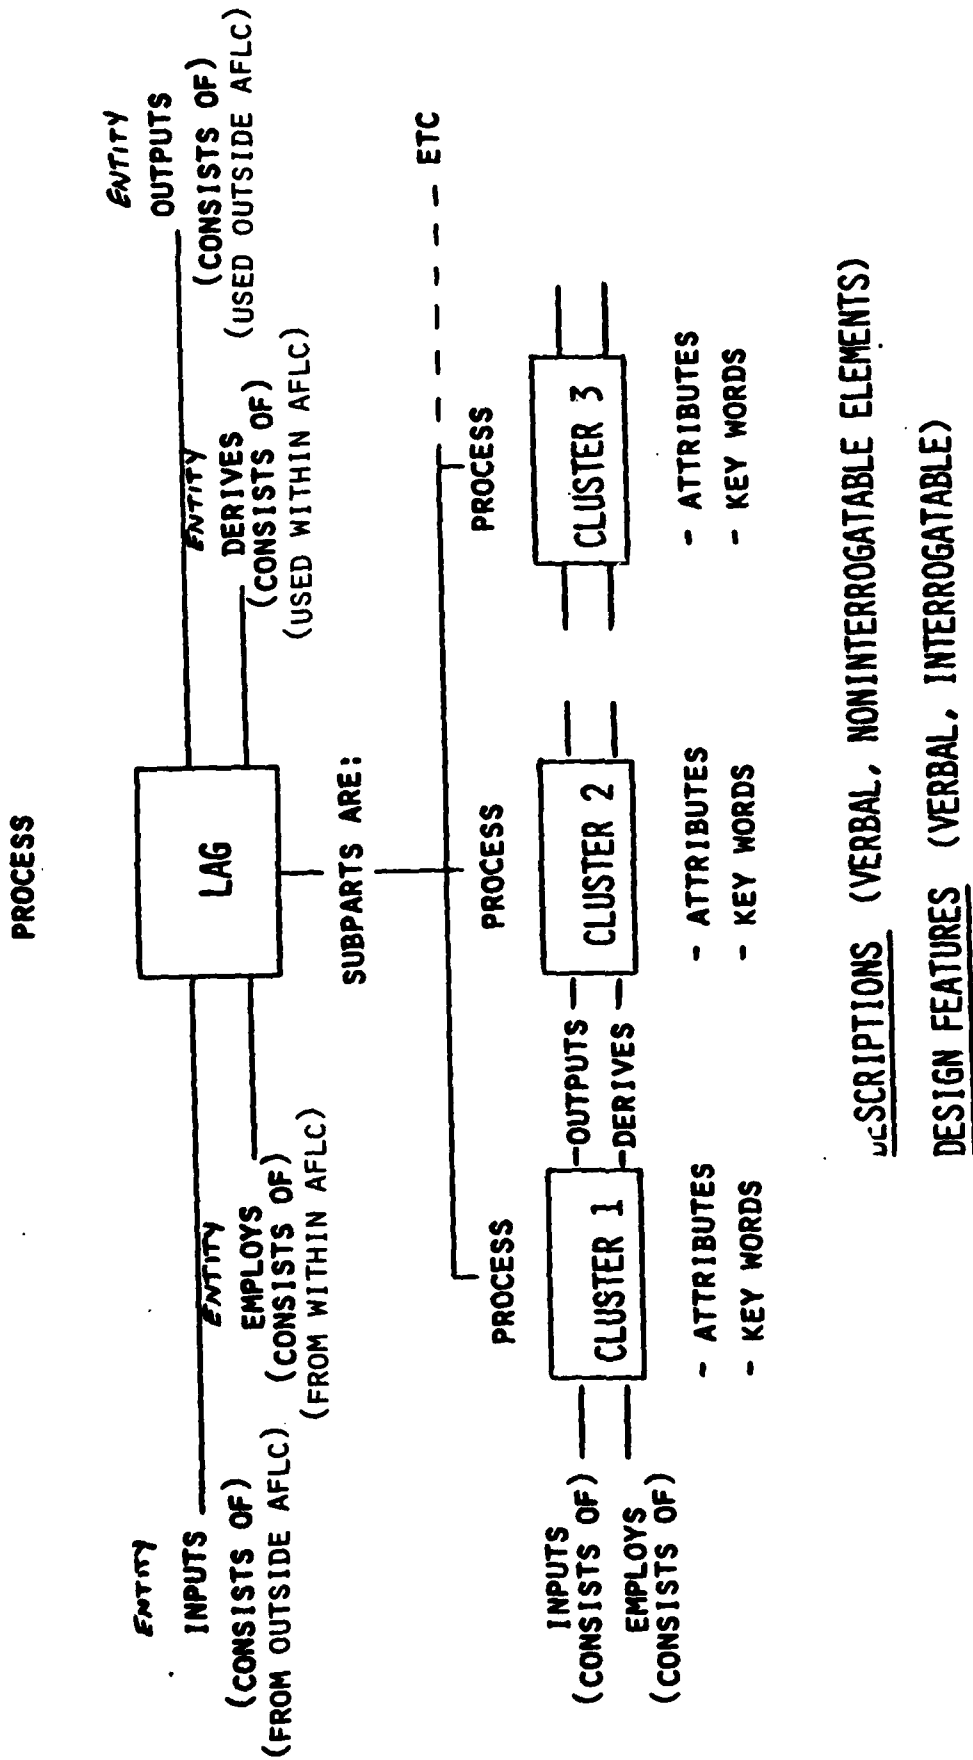 PROCESS
ENTITY
INPUTS
(CONSISTS OF)
(FROM OUTSIDE AFLC)
ENTITY
EMPLOYS
(CONSISTS OF)
(FROM WITHIN AFLC)
LAG
ENTITY
DERIVES
(CONSISTS OF)
(USED WITHIN AFLC)
ENTITY
OUTPUTS
(CONSISTS OF)
(USED OUTSIDE AFLC)
SUBPARTS ARE:
ETC
PROCESS
PROCESS
PROCESS
INPUTS
(CONSISTS OF)
EMPLOYS
(CONSISTS OF)
CLUSTER 1
OUTPUTS
DERIVES
CLUSTER 2
CLUSTER 3
- ATTRIBUTES
- KEY WORDS
- ATTRIBUTES
- KEY WORDS
- ATTRIBUTES
- KEY WORDS
DESCRIPTIONS (VERBAL, NONINTERROGATABLE ELEMENTS)
DESIGN FEATURES (VERBAL, INTERROGATABLE)